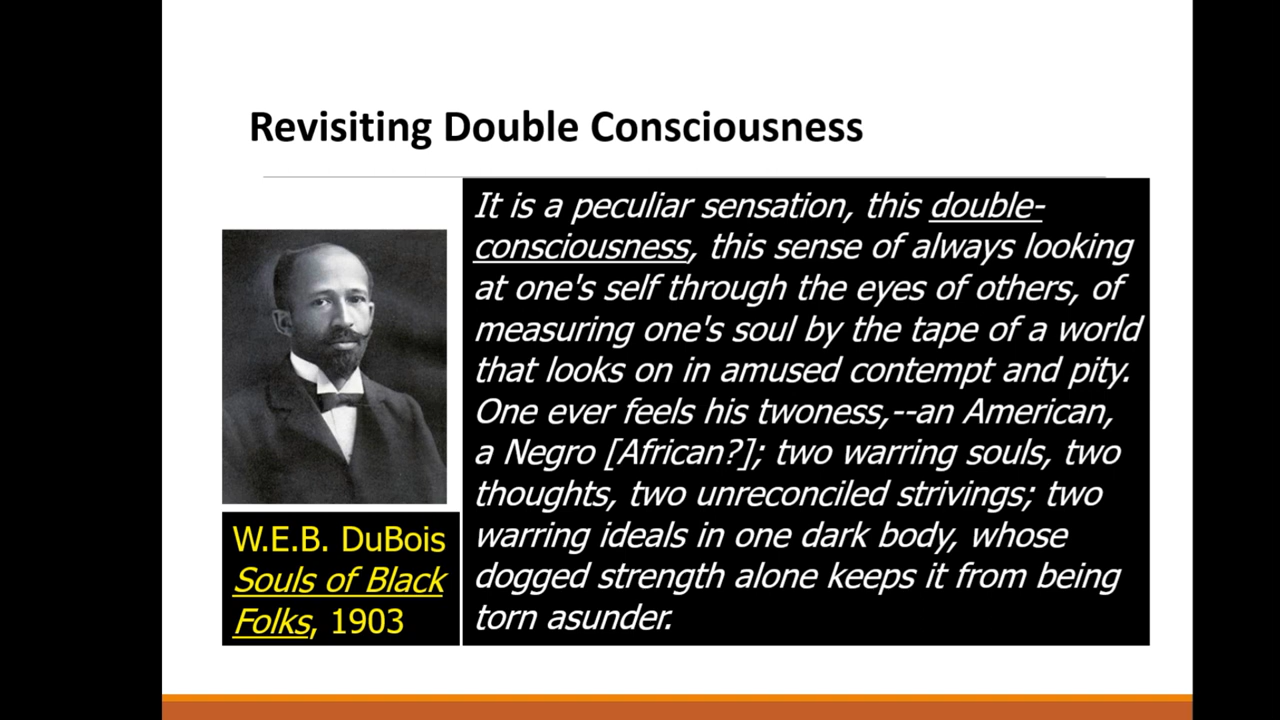 Revisiting Double Consciousness
It is a peculiar sensation, this double-
consciousness, this sense of always looking
at one's self through the eyes of others, of
measuring one's soul by the tape of a world
that looks on in amused contempt and pity.
One ever feels his twoness,--an American,
a Negro [African?]; two warring souls, two
thoughts, two unreconciled strivings; two
warring ideals in one dark body, whose
dogged strength alone keeps it from being
torn asunder.
W.E.B. DuBois
Souls of Black
Folks, 1903